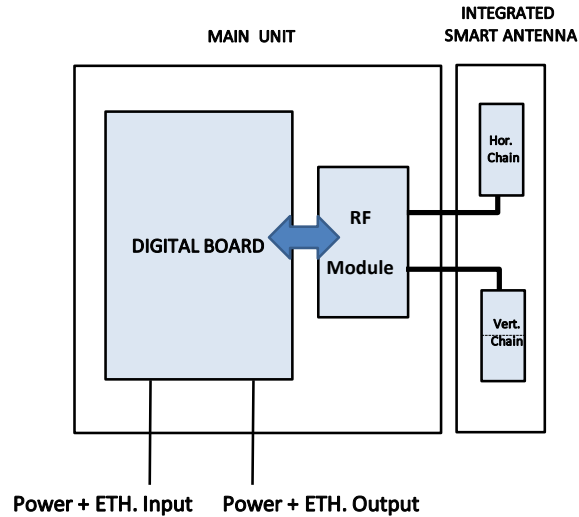 INTEGRATED
SMART ANTENNA
MAIN UNIT
Hor.
Chain
RF
Module
DIGITAL BOARD
Vert.
Chain
Power + ETH. Input
Power + ETH. Output